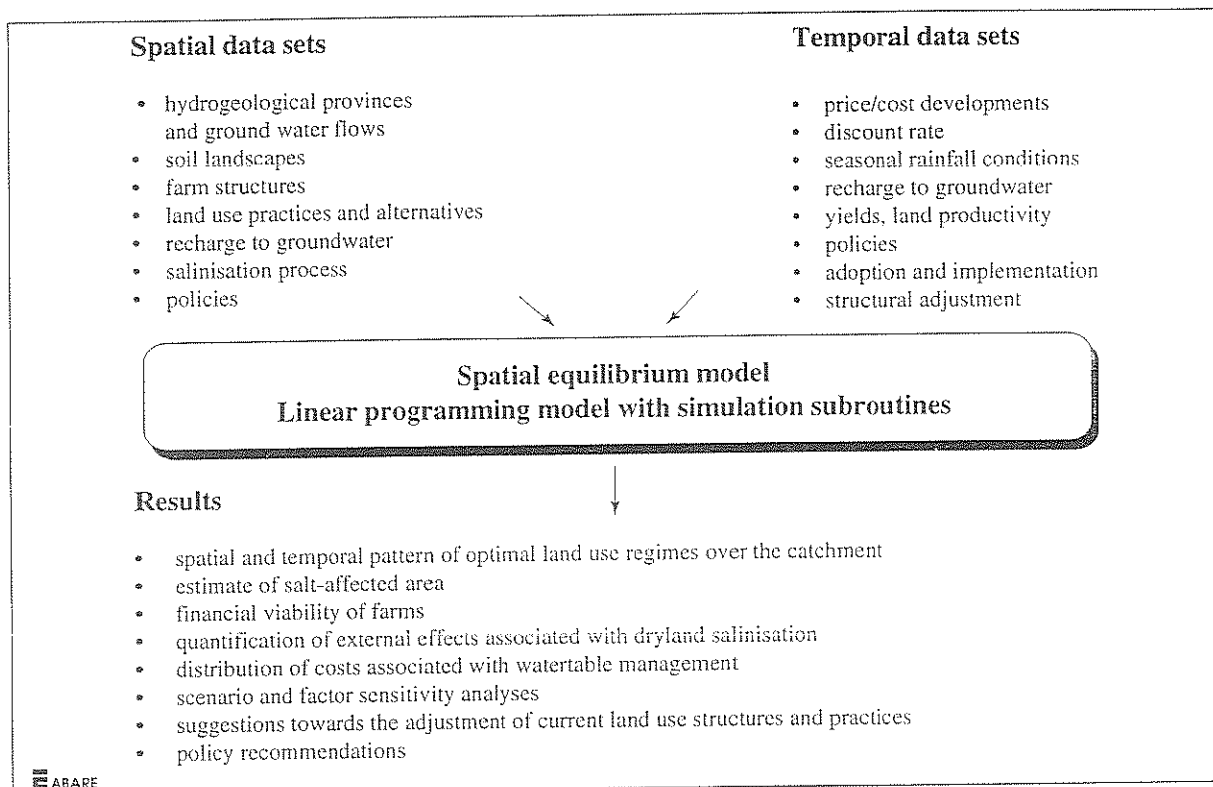 Spatial data sets
• hydrogeological provinces
and ground water flows
• soil landscapes
• farm structures
• land use practices and alternatives
• recharge to groundwater
• salinisation process
• policies
Temporal data sets
• price/cost developments
• discount rate
• seasonal rainfall conditions
• recharge to groundwater
• yields, land productivity
• policies
• adoption and implementation
• structural adjustment
Spatial equilibrium model
Linear programming model with simulation subroutines
Results
• spatial and temporal pattern of optimal land use regimes over the catchment
• estimate of salt-affected area
• financial viability of farms
• quantification of external effects associated with dryland salinisation
• distribution of costs associated with watertable management
• scenario and factor sensitivity analyses
• suggestions towards the adjustment of current land use structures and practices
• policy recommendations
ABARE